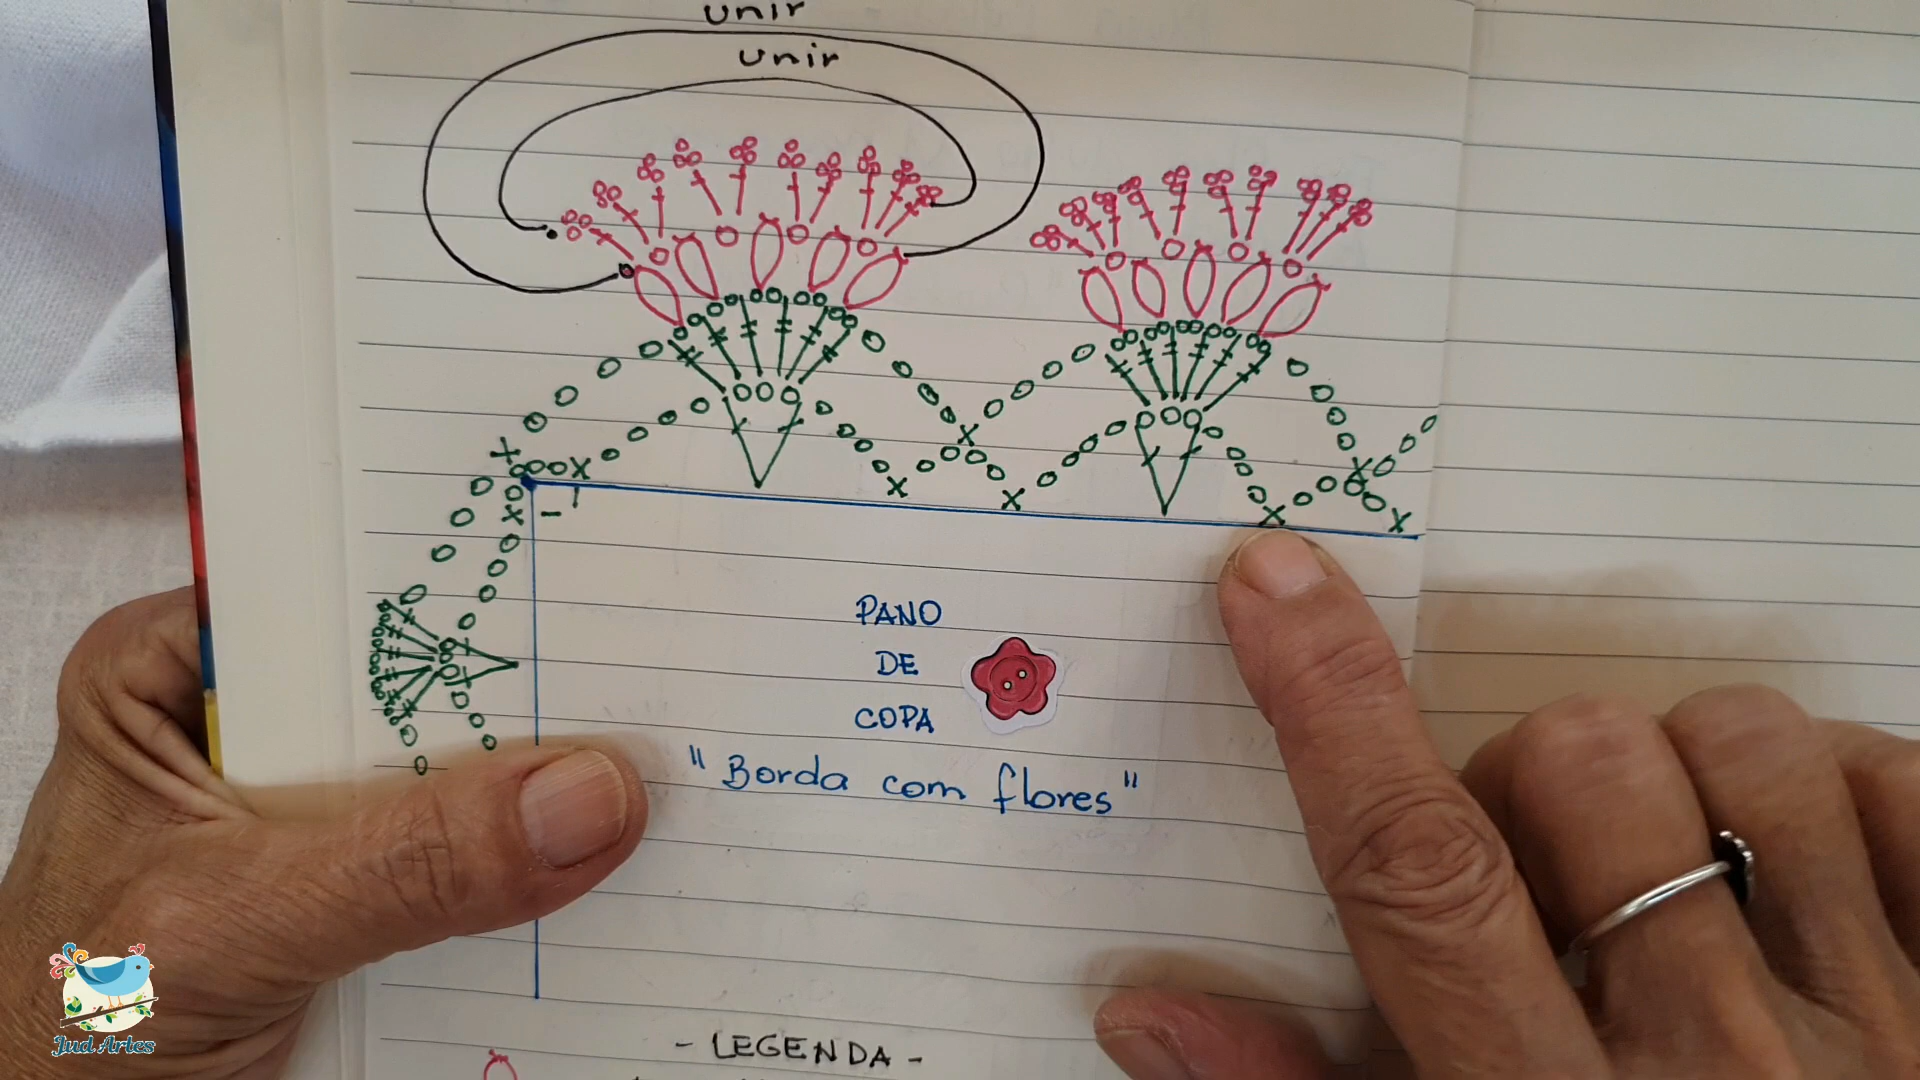 unir
unir
PANO
DE
COPA
"Borda com flores"
- LEGENDA -
Jud Artes